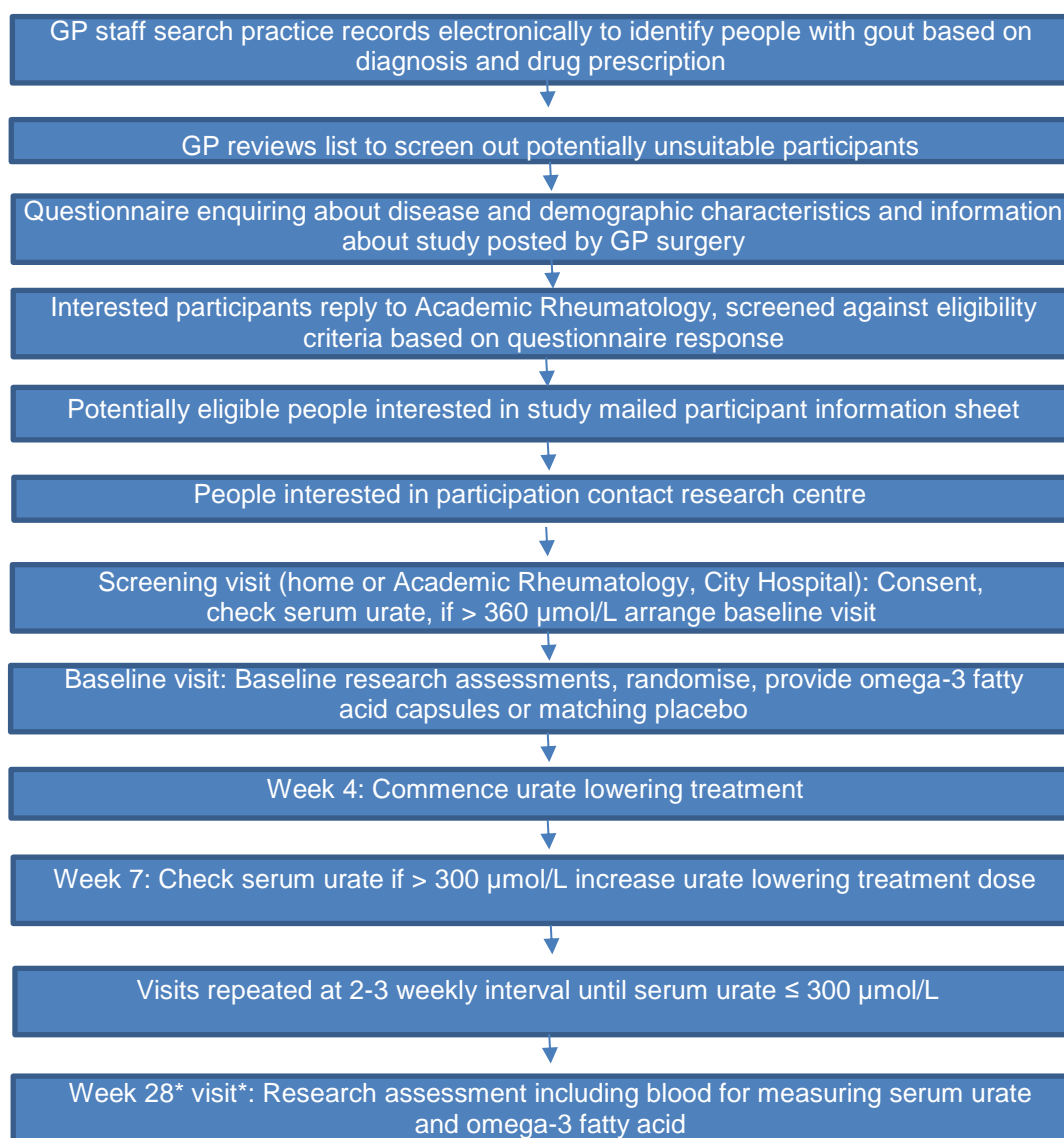 GP staff search practice records electronically to identify people with gout based on
diagnosis and drug prescription
GP reviews list to screen out potentially unsuitable participants
Questionnaire enquiring about disease and demographic characteristics and information
about study posted by GP surgery
Interested participants reply to Academic Rheumatology, screened against eligibility
criteria based on questionnaire response
Potentially eligible people interested in study mailed participant information sheet
People interested in participation contact research centre
Screening visit (home or Academic Rheumatology, City Hospital): Consent,
check serum urate, if > 360 µmol/L arrange baseline visit
Baseline visit: Baseline research assessments, randomise, provide omega-3 fatty
acid capsules or matching placebo
Week 4: Commence urate lowering treatment
Week 7: Check serum urate if > 300 µmol/L increase urate lowering treatment dose
Visits repeated at 2-3 weekly interval until serum urate ≤ 300 µmol/L
Week 28* visit*: Research assessment including blood for measuring serum urate
and omega-3 fatty acid